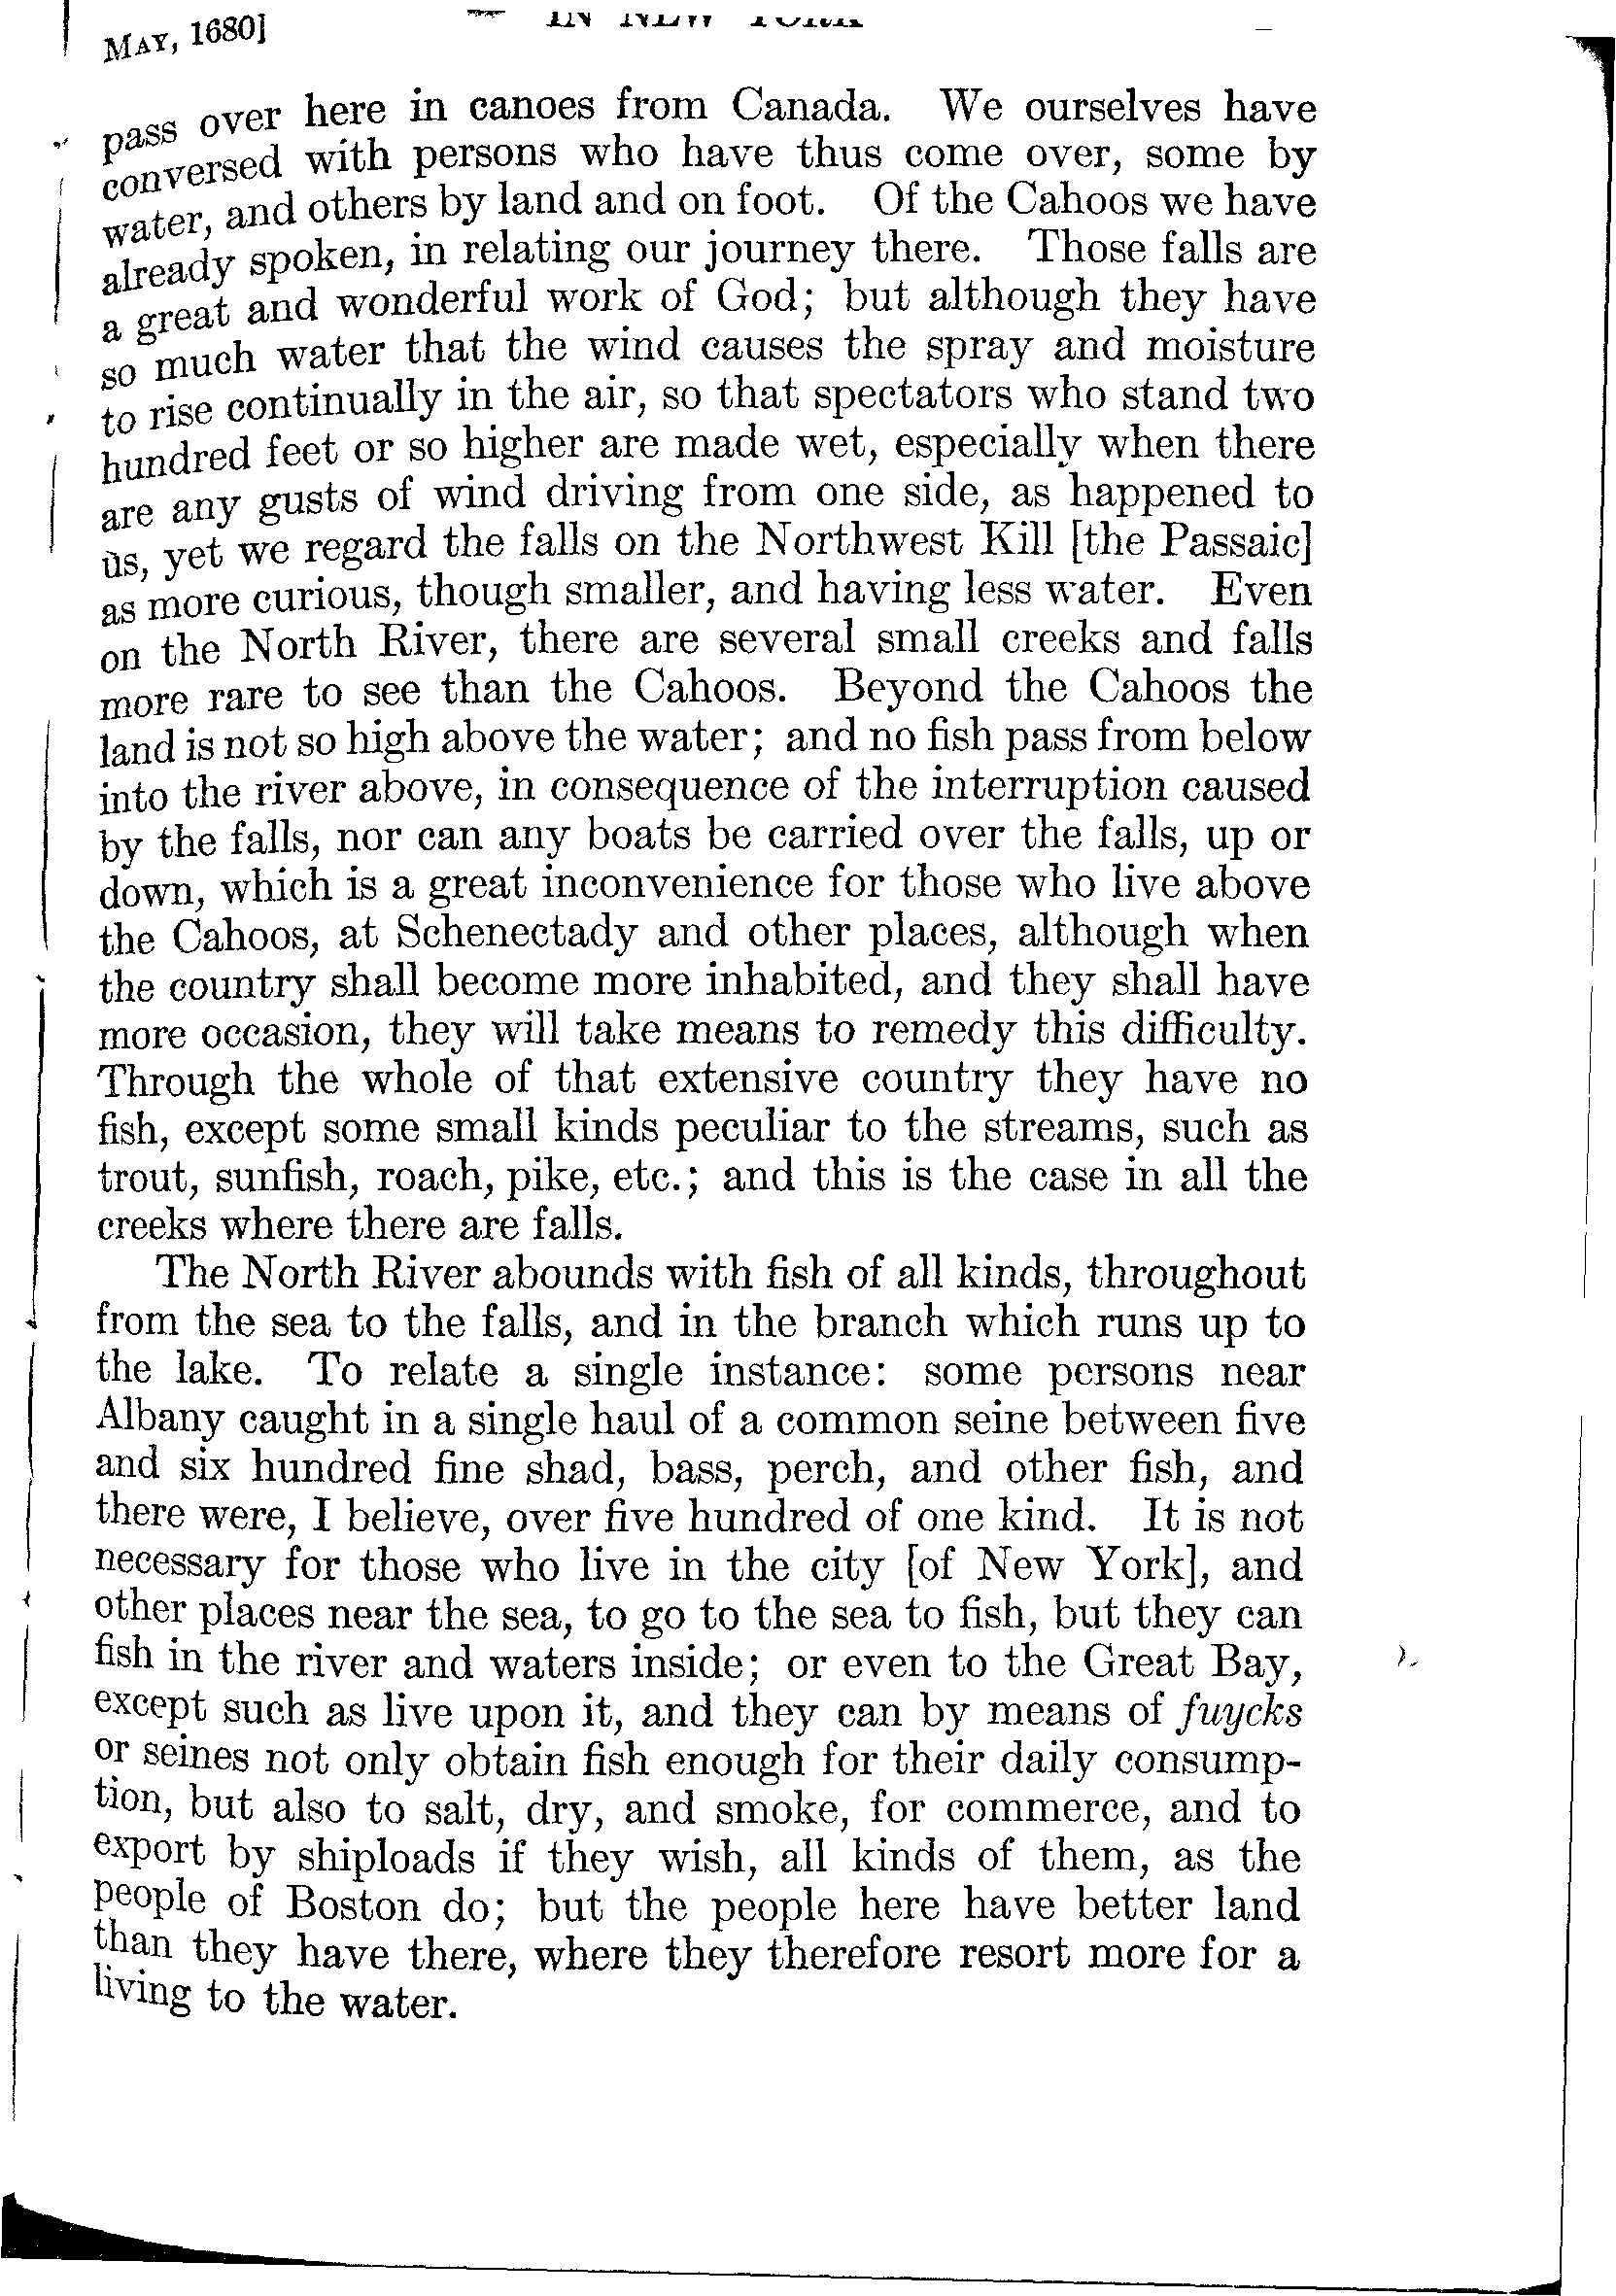 MAY, 1680] IN NEW YORK
pass over here in canoes from Canada. We ourselves have
conversed with persons who have thus come over, some by
water, and others by land and on foot. Of the Cahoos we have
already spoken, in relating our journey there. Those falls are
a great and wonderful work of God; but although they have
so much water that the wind causes the spray and moisture
to rise continually in the air, so that spectators who stand two
hundred feet or so higher are made wet, especially when there
are any gusts of wind driving from one side, as happened to
us, yet we regard the falls on the Northwest Kill [the Passaic]
as more curious, though smaller, and having less water. Even
on the North River, there are several small creeks and falls
more rare to see than the Cahoos. Beyond the Cahoos the
land is not so high above the water; and no fish pass from below
into the river above, in consequence of the interruption caused
by the falls, nor can any boats be carried over the falls, up or
down, which is a great inconvenience for those who live above
the Cahoos, at Schenectady and other places, although when
the country shall become more inhabited, and they shall have
more occasion, they will take means to remedy this difficulty.
Through the whole of that extensive country they have no
fish, except some small kinds peculiar to the streams, such as
trout, sunfish, roach, pike, etc.; and this is the case in all the
creeks where there are falls.
The North River abounds with fish of all kinds, throughout
from the sea to the falls, and in the branch which runs up to
the lake. To relate a single instance: some persons near
Albany caught in a single haul of a common seine between five
and six hundred fine shad, bass, perch, and other fish, and
there were, I believe, over five hundred of one kind. It is not
necessary for those who live in the city [of New York], and
other places near the sea, to go to the sea to fish, but they can
fish in the river and waters inside; or even to the Great Bay,
except such as live upon it, and they can by means of fuycks
or seines not only obtain fish enough for their daily consump-
tion, but also to salt, dry, and smoke, for commerce, and to
export by shiploads if they wish, all kinds of them, as the
people of Boston do; but the people here have better land
than they have there, where they therefore resort more for a
living to the water.